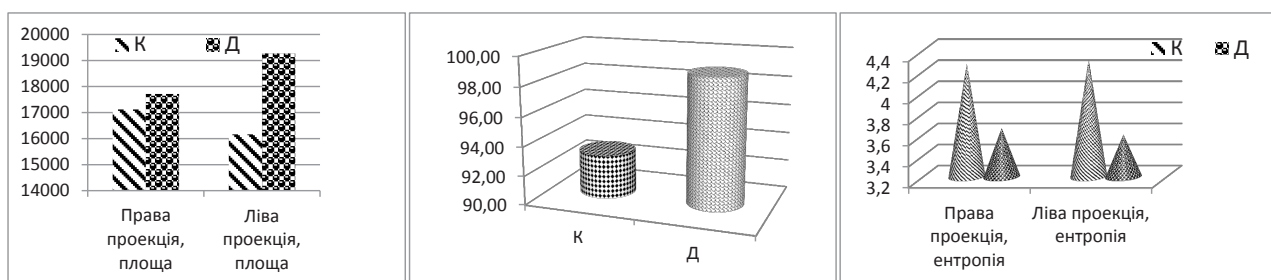 20000
19000
18000
17000
16000
15000
14000
К Д
Права
проекція,
площа
Ліва
проекція,
площа
100,00
98,00
96,00
94,00
92,00
90,00
К
Д
К Д
4,4
4,2
4
3,8
3,6
3,4
3,2
Права
проекція,
ентропія
Ліва проекція,
ентропія